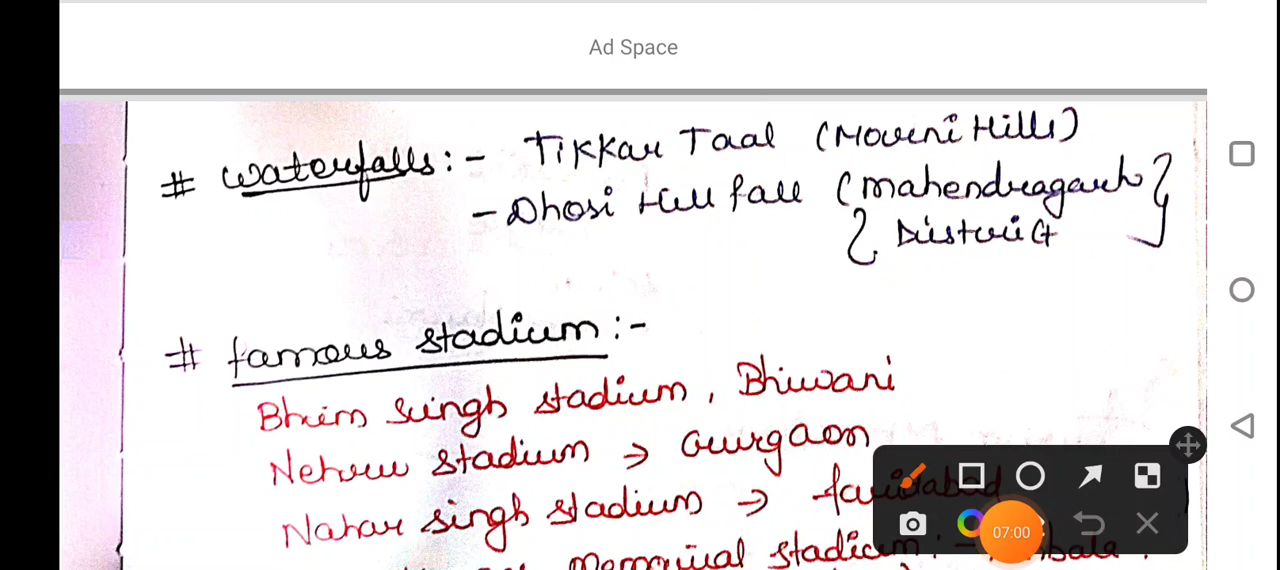 Ad Space
# Waterfalls :- Tikkar Taal (Morni Hills)
- Dhosi Hill fall (Mahendragarh
District}
# famous stadium :-
Bhim singh stadium, Bhiwani
Nehru stadium → Gurgaon
Nahar singh stadium → faridabad
Memorial stadium :- Ambala.
07:00